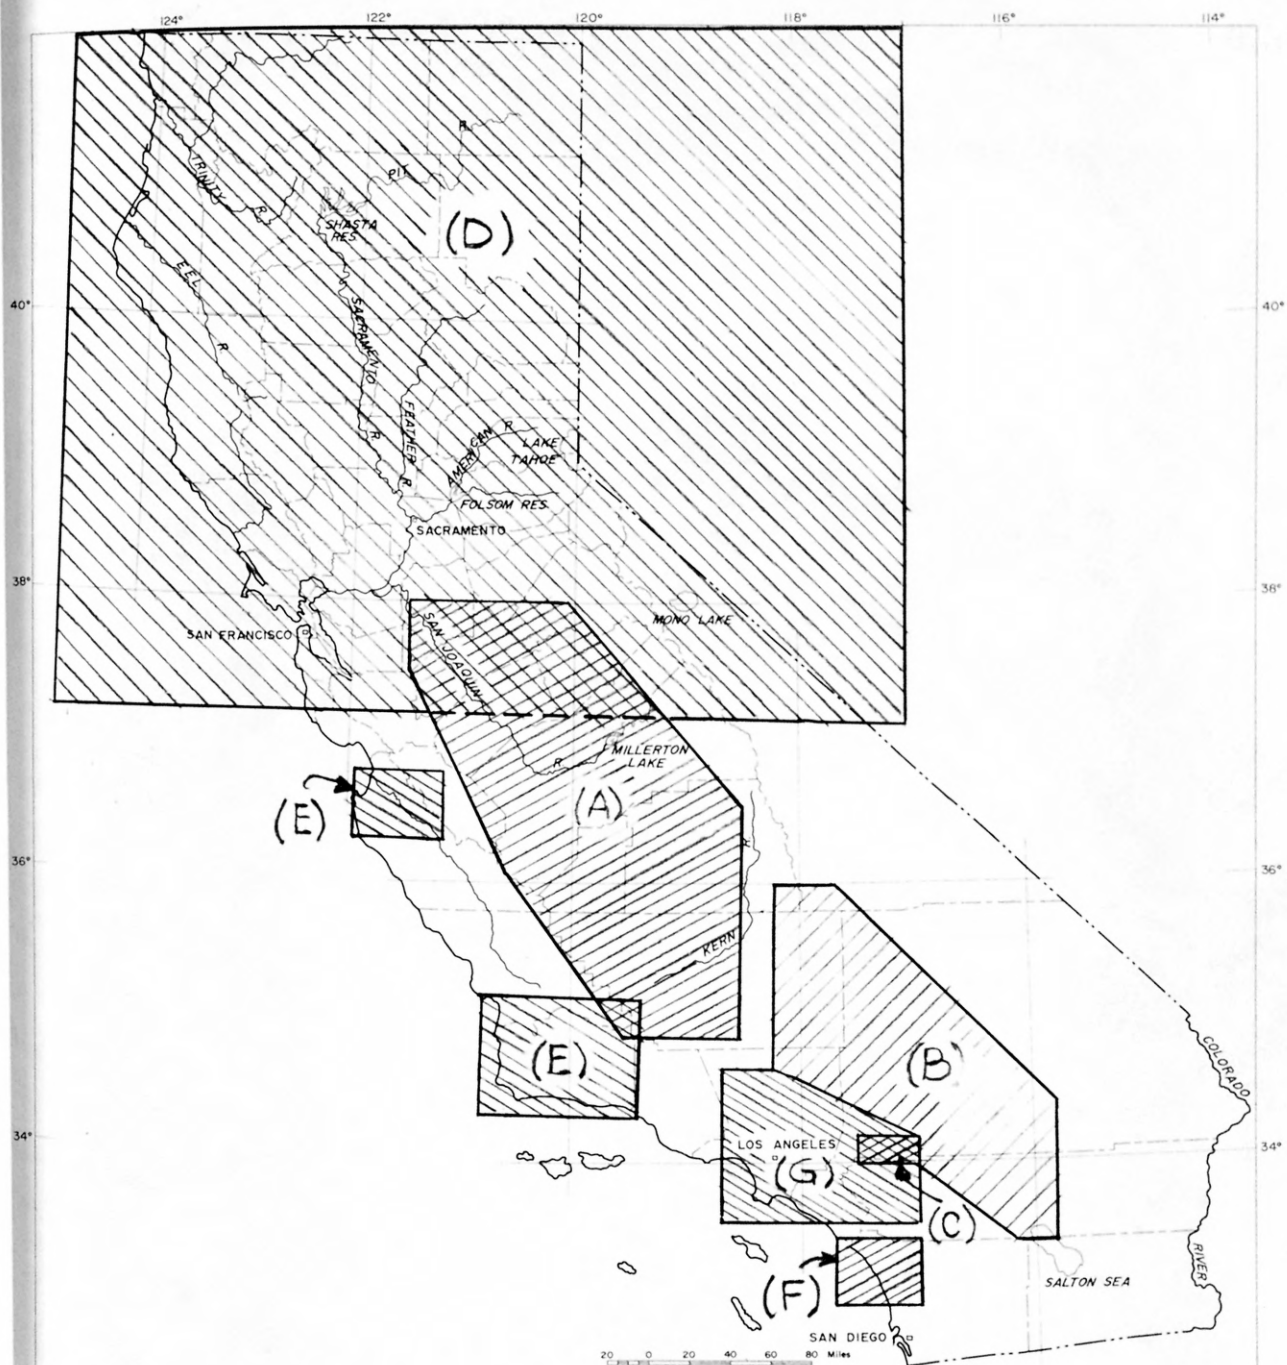 124° 122° 120° 118° 116° 114°
TRINITY R.
PIT R.
SHASTA
RES.
(D)
EEL R.
40° 40°
SACRAMENTO R.
FEATHER R.
AMERICAN R.
LAKE
TAHOE
FOLSOM RES.
SACRAMENTO
38° 38°
SAN FRANCISCO
SAN JOAQUIN R.
MONO LAKE
MILLERTON
LAKE
(A)
(E)
R.
36° 36°
KERN
(E)
(B)
COLORADO
34° 34°
LOS ANGELES
(G)
(C)
(F)
RIVER
SALTON SEA
SAN DIEGO
20 0 20 40 60 80 Miles